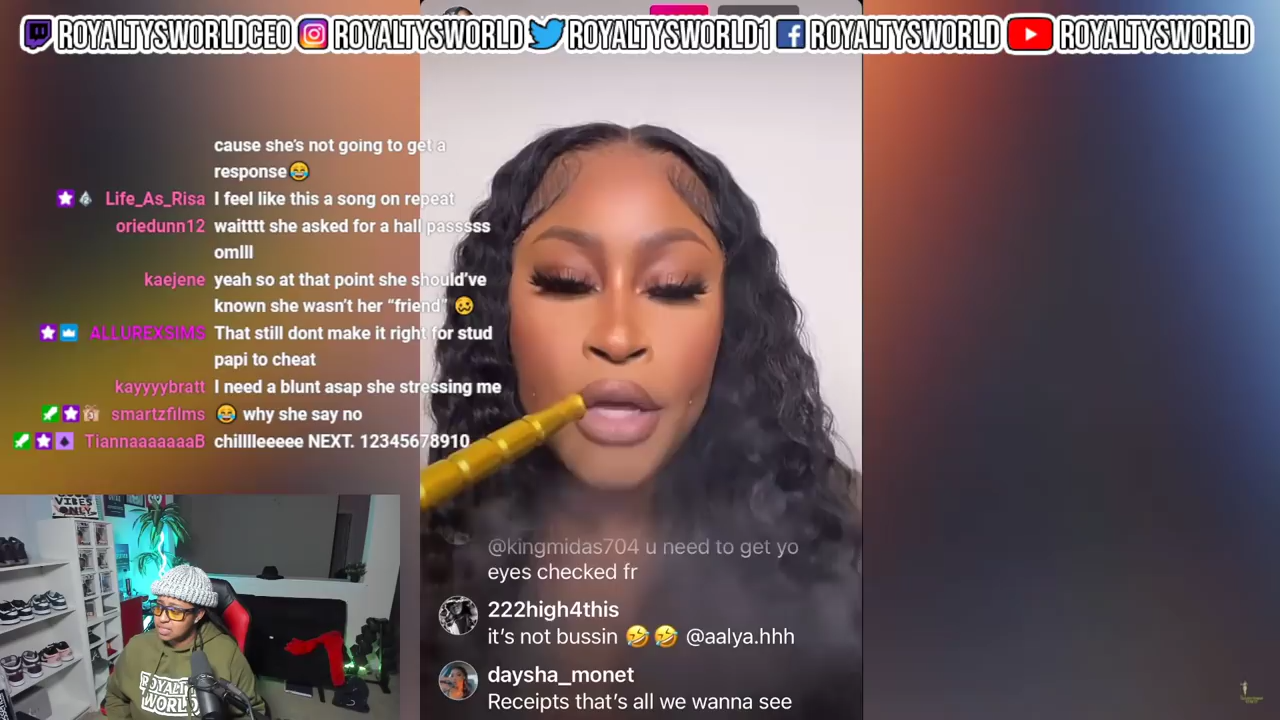 ROYALTYSWORLDCEO ROYALTYSWORLD ROYALTYSWORLD1 ROYALTYSWORLD ROYALTYSWORLD
cause she’s not going to get a
response😂
Life_As_Risa I feel like this a song on repeat
oriedunn12 waitttt she asked for a hall passsss
omlll
kaejene yeah so at that point she should’ve
known she wasn’t her “friend” 🥴
ALLUREXSIMS That still dont make it right for stud
papi to cheat
kayyyybratt I need a blunt asap she stressing me
smartzfilms 😂 why she say no
TiannaaaaaaaB chilllleeeee NEXT. 12345678910
@kingmidas704 u need to get yo
eyes checked fr
222high4this
it’s not bussin 🤣🤣 @aalya.hhh
daysha_monet
Receipts that’s all we wanna see
VIBES
ONLY
ROYALTY
WORLD